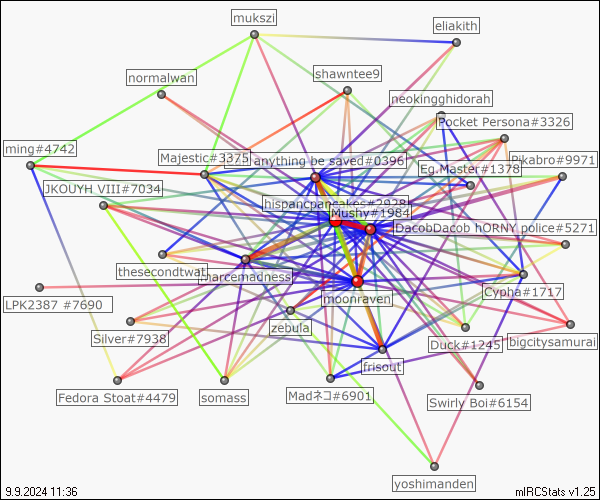 mukszi
eliakith
normalwan
shawntee9
neokingghidorah
Pocket Persona#3326
ming#4742
Majestic#3375
anything be saved#0396
Eg.Master#1378
Pikabro#9971
JKOUYH VIII#7034
hispancpancakes#2928
Mushy#1984
DacobDacob hORNY police#5271
thesecondtwat
marcemadness
moonraven
Cypha#1717
LPK2387 #7690
Silver#7938
zebula
frisout
Duck#1245
bigcitysamurai
Fedora Stoat#4479
somass
Madネコ#6901
Swirly Boi#6154
yoshimanden
9.9.2024 11:36
mIRCStats v1.25